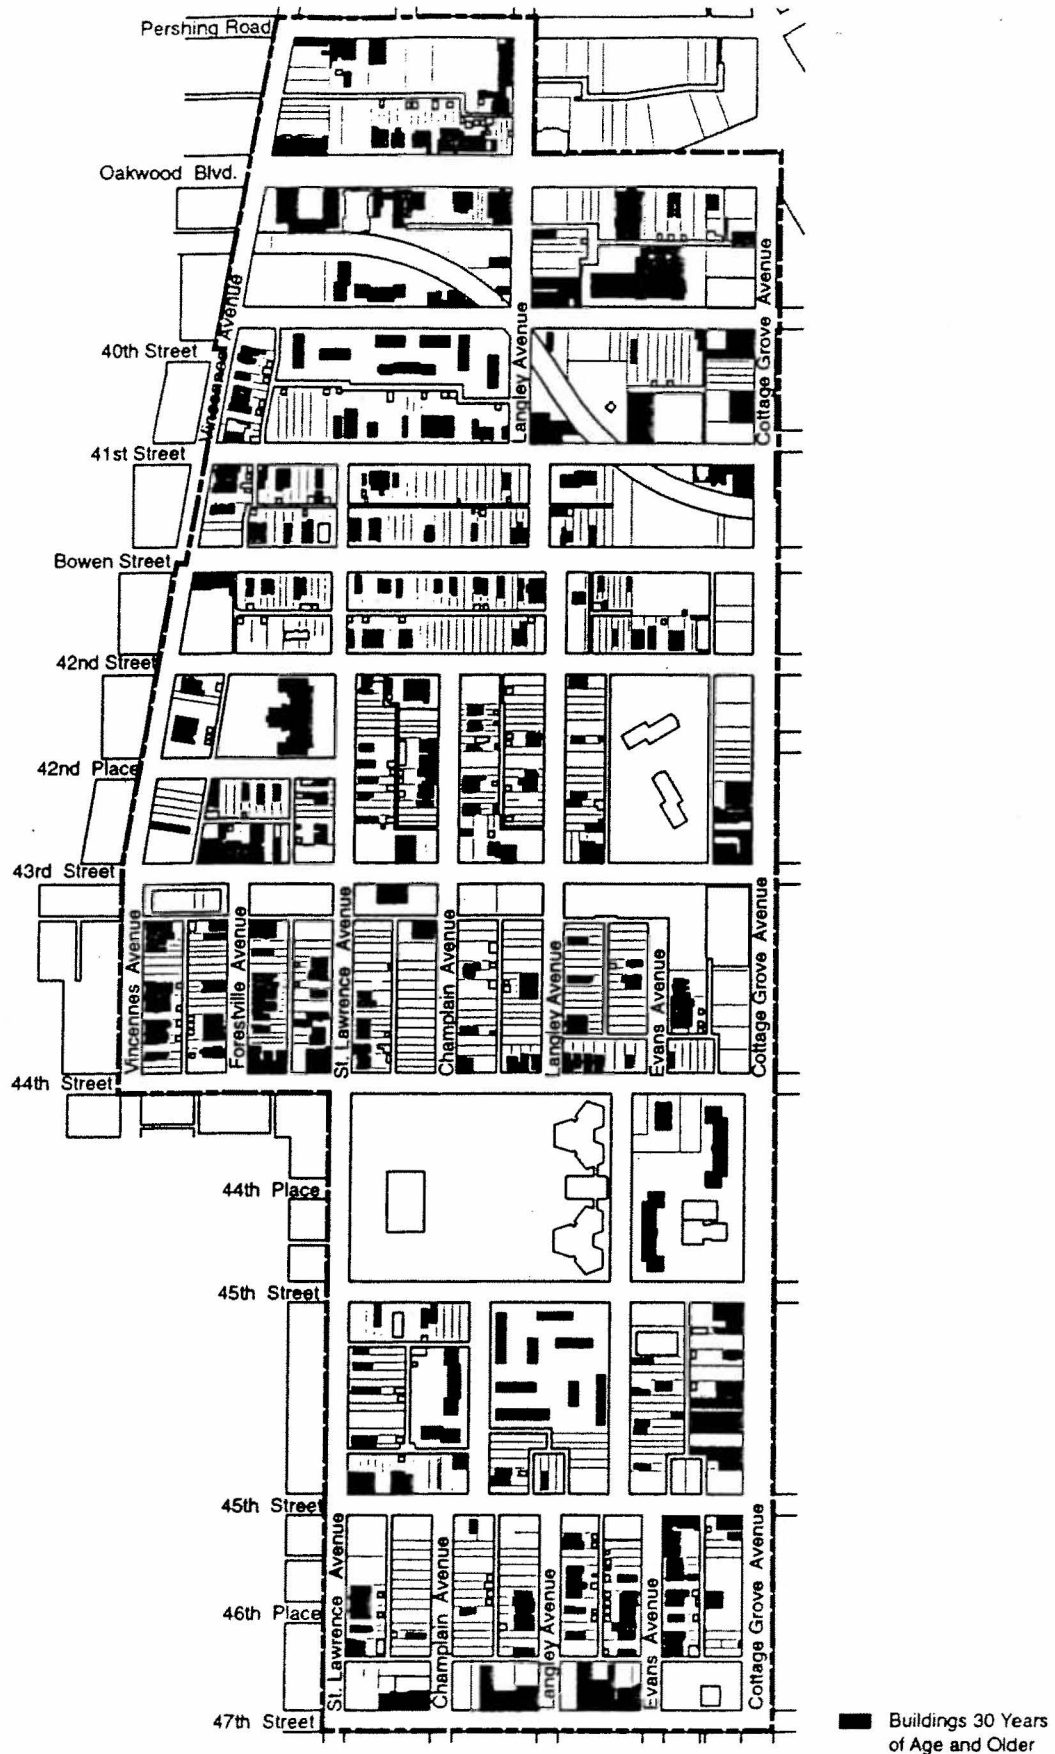 Pershing Road
Oakwood Blvd.
Vincennes Avenue
Cottage Grove Avenue
Langley Avenue
40th Street
41st Street
Bowen Street
42nd Street
42nd Place
43rd Street
Vincennes Avenue
Forestville Avenue
St. Lawrence Avenue
Champlain Avenue
Langley Avenue
Evans Avenue
Cottage Grove Avenue
44th Street
44th Place
45th Street
45th Street
St. Lawrence Avenue
Champlain Avenue
Langley Avenue
Evans Avenue
Cottage Grove Avenue
46th Place
47th Street
Buildings 30 Years
of Age and Older